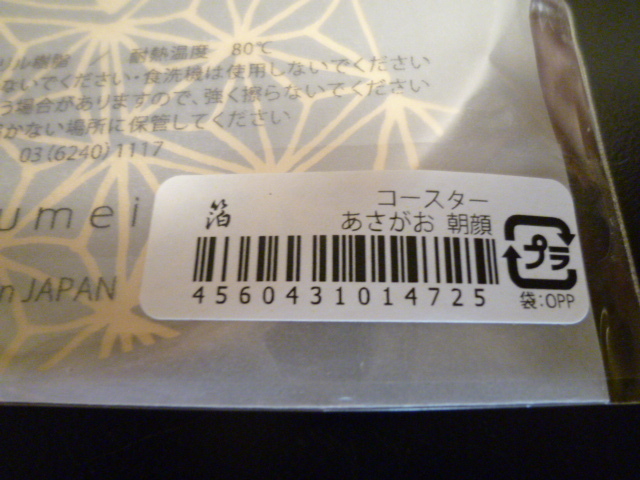 リル樹脂 ／ 耐熱温度 80℃
ないでください・食洗機は使用しないでください
う場合がありますので、強く擦らないでください
かない場所に保管してください
03(6240)1117
umei
n JAPAN
箔
コースター
あさがお 朝顔
4560431014725
プラ
袋:OPP